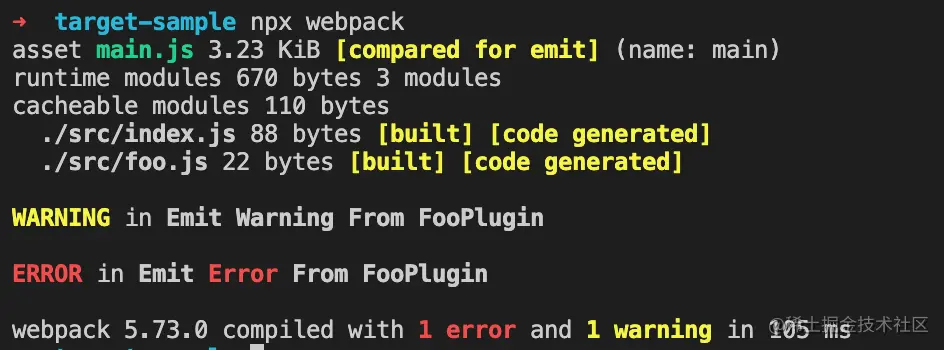 ➜ target-sample npx webpack
asset main.js 3.23 KiB [compared for emit] (name: main)
runtime modules 670 bytes 3 modules
cacheable modules 110 bytes
./src/index.js 88 bytes [built] [code generated]
./src/foo.js 22 bytes [built] [code generated]
WARNING in Emit Warning From FooPlugin
ERROR in Emit Error From FooPlugin
webpack 5.73.0 compiled with 1 error and 1 warning in 105 ms
@稀土掘金技术社区